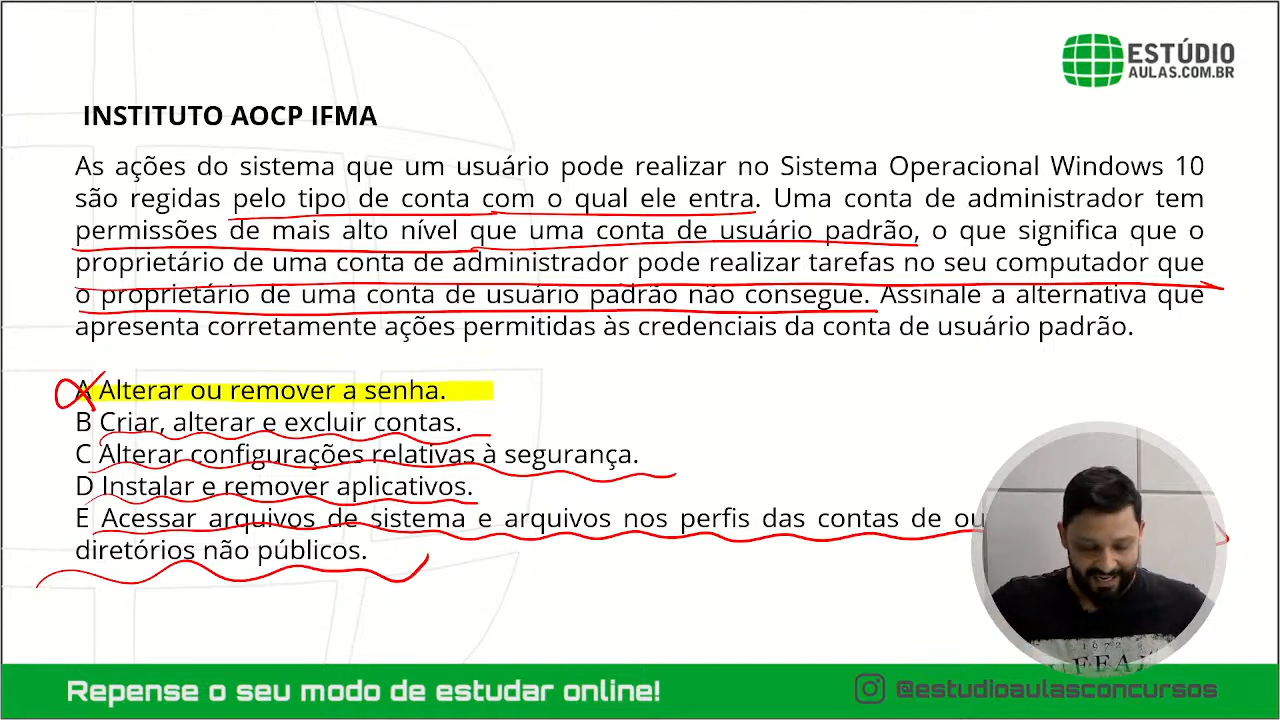 ESTÚDIO
AULAS.COM.BR
INSTITUTO AOCP IFMA
As ações do sistema que um usuário pode realizar no Sistema Operacional Windows 10
são regidas pelo tipo de conta com o qual ele entra. Uma conta de administrador tem
permissões de mais alto nível que uma conta de usuário padrão, o que significa que o
proprietário de uma conta de administrador pode realizar tarefas no seu computador que
o proprietário de uma conta de usuário padrão não consegue. Assinale a alternativa que
apresenta corretamente ações permitidas às credenciais da conta de usuário padrão.
A Alterar ou remover a senha.
B Criar, alterar e excluir contas.
C Alterar configurações relativas à segurança.
D Instalar e remover aplicativos.
E Acessar arquivos de sistema e arquivos nos perfis das contas de
diretórios não públicos.
1972
Repense o seu modo de estudar online!
@estudioaulasconcursos